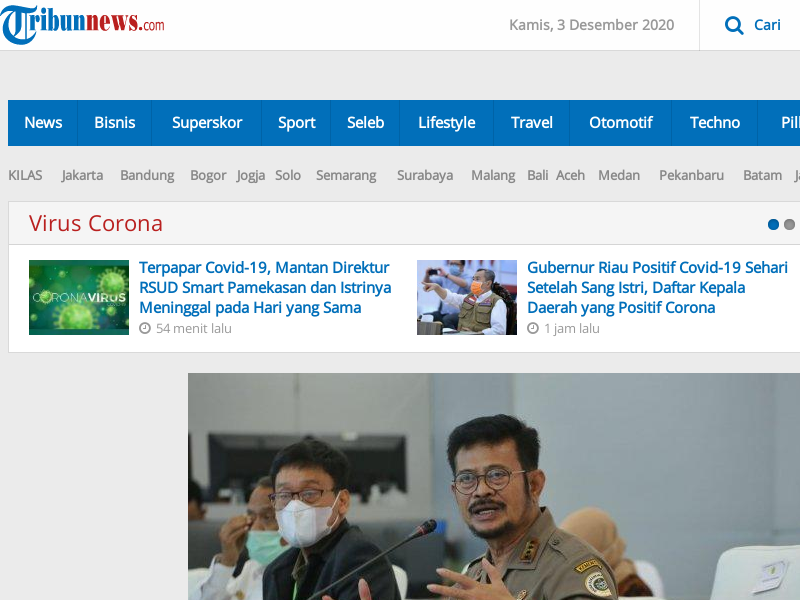 Tribunnews.com
Kamis, 3 Desember 2020
Cari
News Bisnis Superskor Sport Seleb Lifestyle Travel Otomotif Techno Pil
KILAS Jakarta Bandung Bogor Jogja Solo Semarang Surabaya Malang Bali Aceh Medan Pekanbaru Batam
Virus Corona
CORONAVIRUS
Terpapar Covid-19, Mantan Direktur
RSUD Smart Pamekasan dan Istrinya
Meninggal pada Hari yang Sama
54 menit lalu
Gubernur Riau Positif Covid-19 Sehari
Setelah Sang Istri, Daftar Kepala
Daerah yang Positif Corona
1 jam lalu